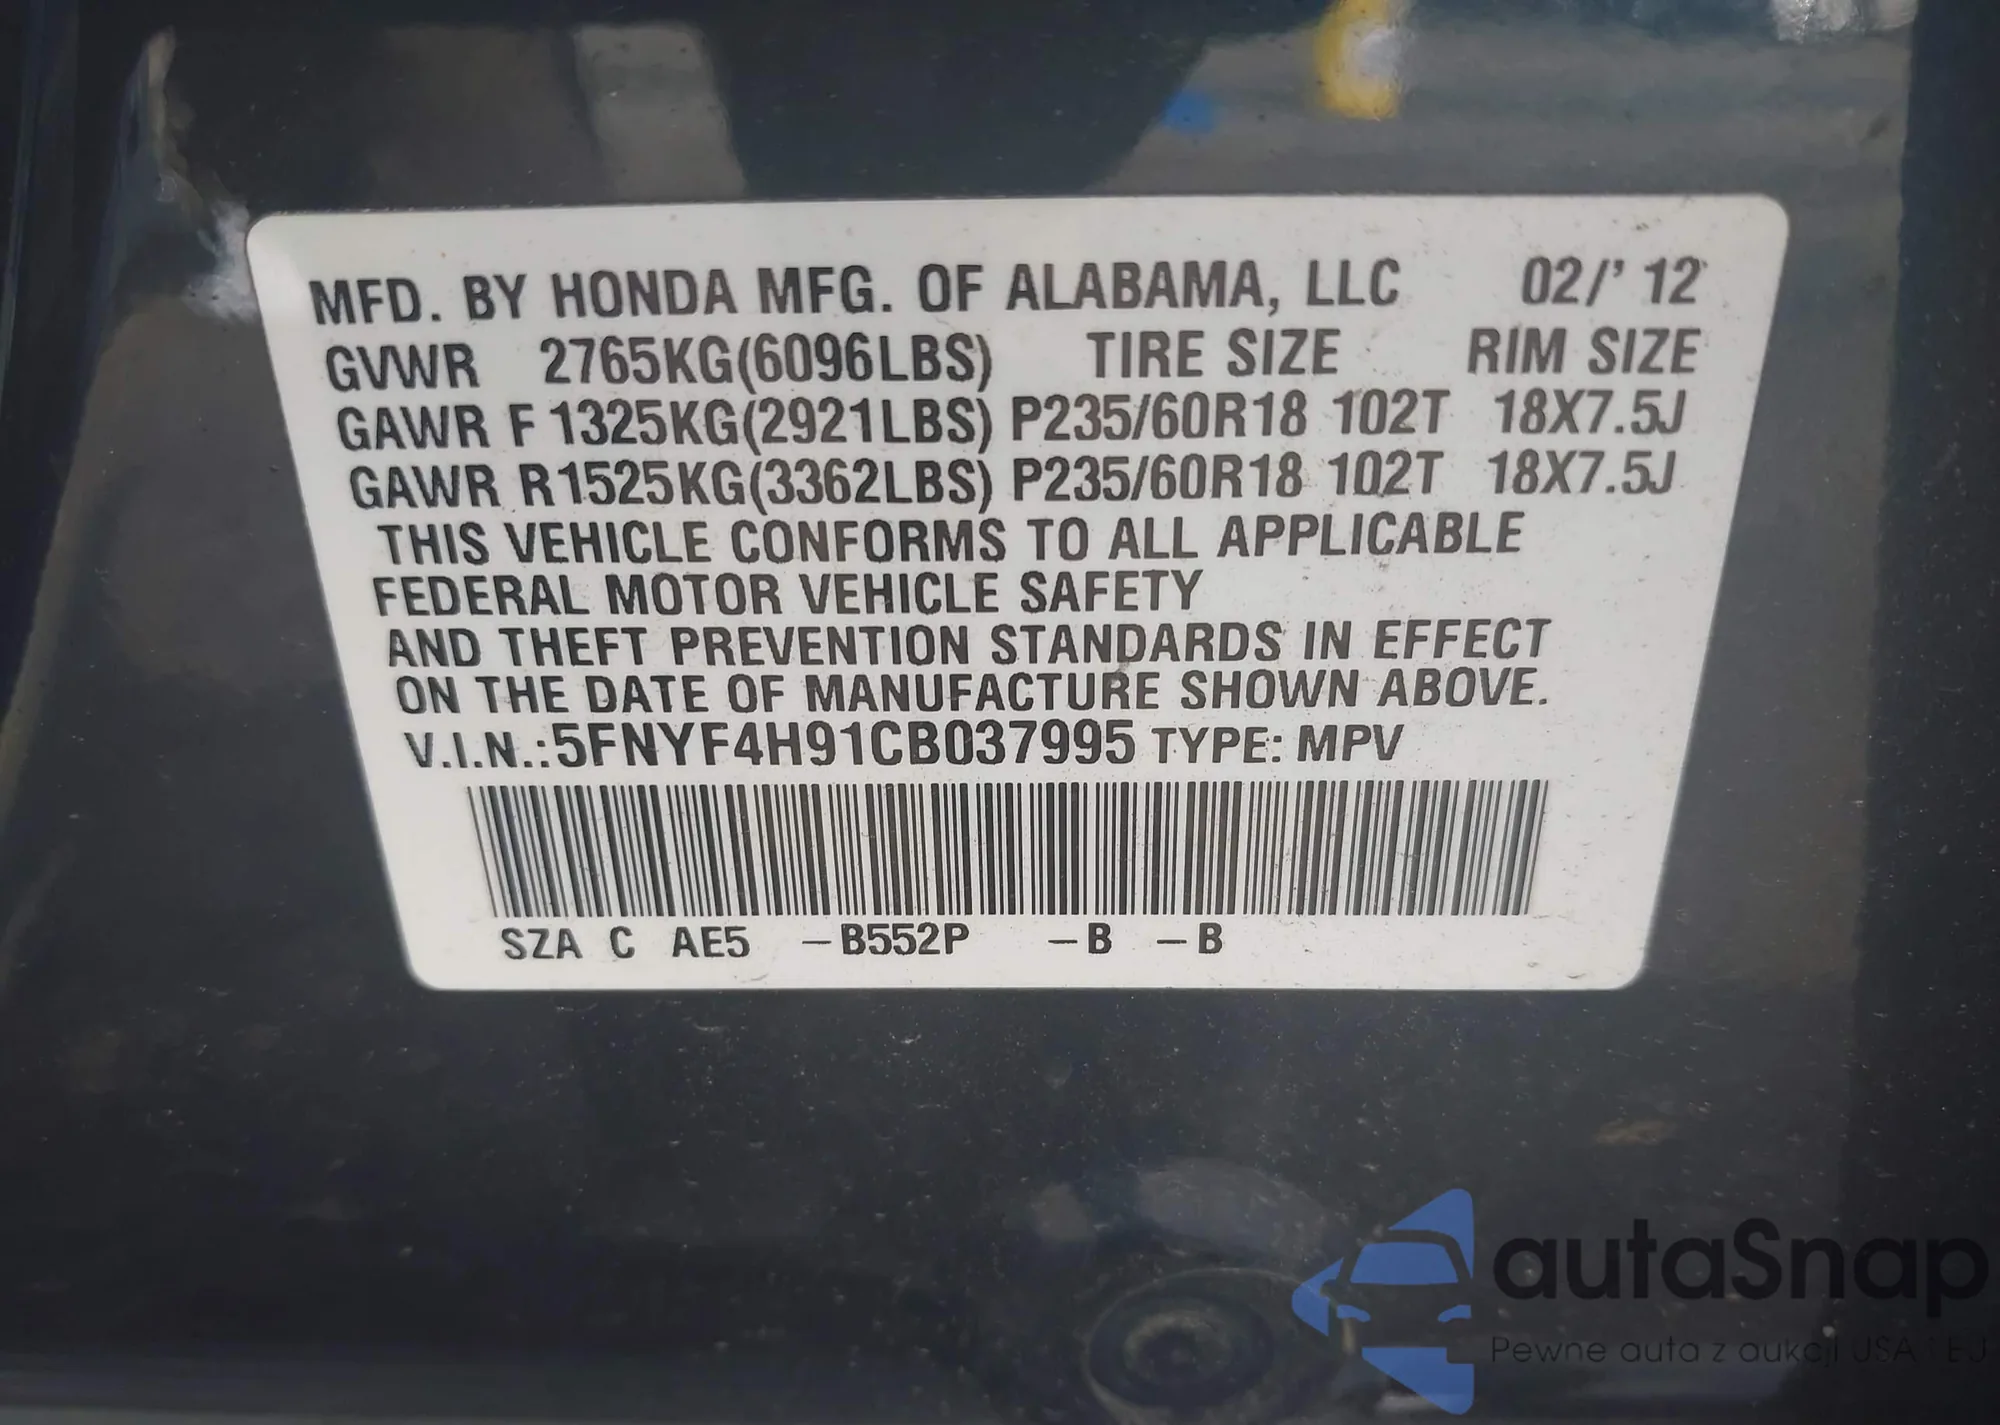 MFD. BY HONDA MFG. OF ALABAMA, LLC 02/' 12
GVWR 2765KG(6096LBS) TIRE SIZE RIM SIZE
GAWR F 1325KG(2921LBS) P235/60R18 102T 18X7.5J
GAWR R1525KG(3362LBS) P235/60R18 102T 18X7.5J
THIS VEHICLE CONFORMS TO ALL APPLICABLE
FEDERAL MOTOR VEHICLE SAFETY
AND THEFT PREVENTION STANDARDS IN EFFECT
ON THE DATE OF MANUFACTURE SHOWN ABOVE.
V.I.N.:5FNYF4H91CB037995 TYPE: MPV
SZA C AE5 –B552P –B –B
autaSnap
Pewne auta z aukcji USA i EU